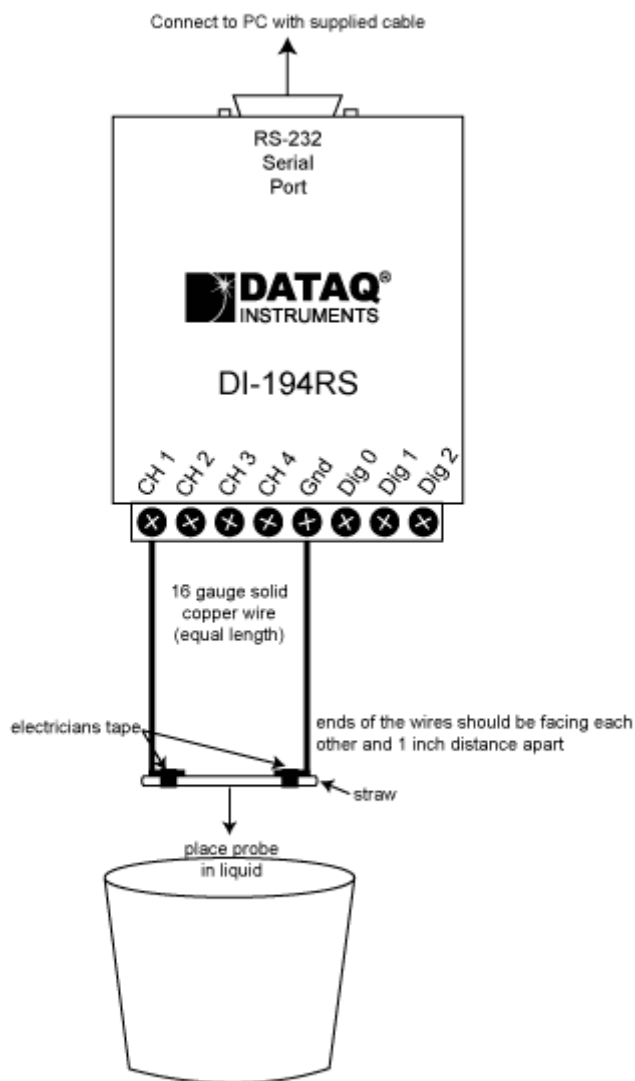 Connect to PC with supplied cable
RS-232
Serial
Port
DATAQ®
INSTRUMENTS
DI-194RS
CH 1
CH 2
CH 3
CH 4
Gnd
Dig 0
Dig 1
Dig 2
16 gauge solid
copper wire
(equal length)
electricians tape
ends of the wires should be facing each
other and 1 inch distance apart
straw
place probe
in liquid